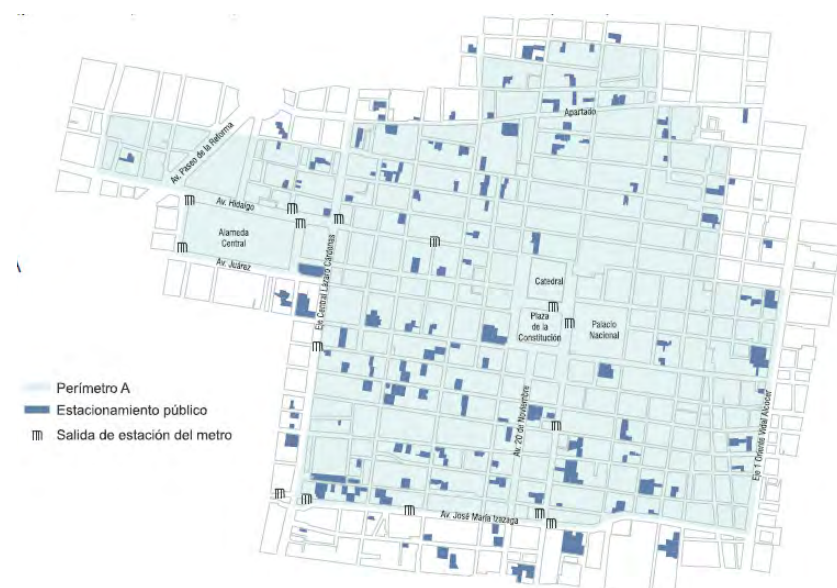 Apartado
Av. Paseo de la Reforma
Av. Hidalgo
Alameda
Central
Av. Juárez
Eje Central Lázaro Cárdenas
Catedral
Plaza
de la
Constitución
Palacio
Nacional
Perímetro A
Estacionamiento público
Salida de estación del metro
Av. 20 de Noviembre
Eje 1 Oriente Vidal Alcocer
Av. José María Izazaga